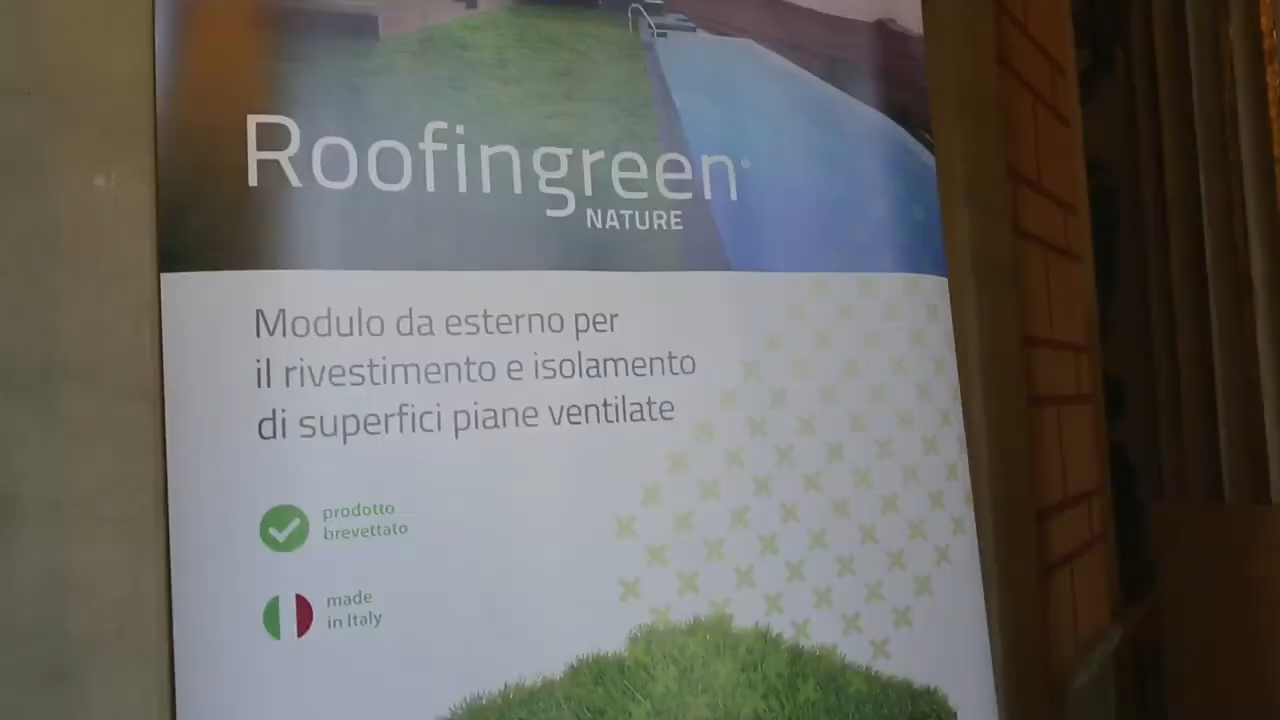 Roofingreen
NATURE
Modulo da esterno per
il rivestimento e isolamento
di superfici piane ventilate
prodotto
brevettato
made
in Italy